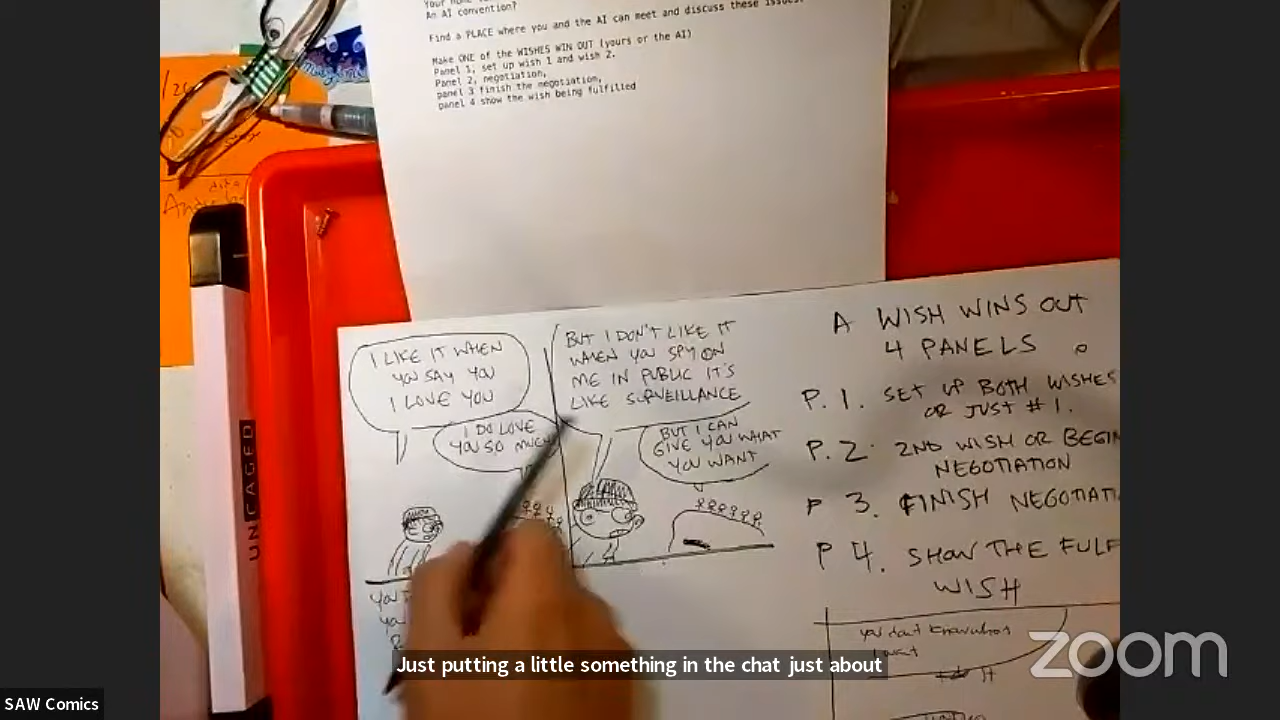 An AI convention?
Find a PLACE where you and the AI can meet and discuss these issues.
Make ONE of the WISHES WIN OUT (yours or the AI)
Panel 1, set up wish 1 and wish 2.
Panel 2, negotiation,
panel 3 finish the negotiation,
panel 4 show the wish being fulfilled
UNCAGED
I LIKE IT WHEN
YOU SAY YOU
I LOVE YOU
I DO LOVE
YOU SO MUCH
BUT I DON'T LIKE IT
WHEN YOU SPY ON
ME IN PUBLIC IT'S
LIKE SURVEILLANCE
BUT I CAN
GIVE YOU WHAT
YOU WANT
A WISH WINS OUT
4 PANELS
P. 1. SET UP BOTH WISHES
OR JUST #1.
P. 2. 2ND WISH OR BEGIN
NEGOTIATION
P 3. FINISH NEGOTIATI
P 4. SHOW THE FULF
WISH
you don't know
I want
Just putting a little something in the chat just about
zoom
SAW Comics